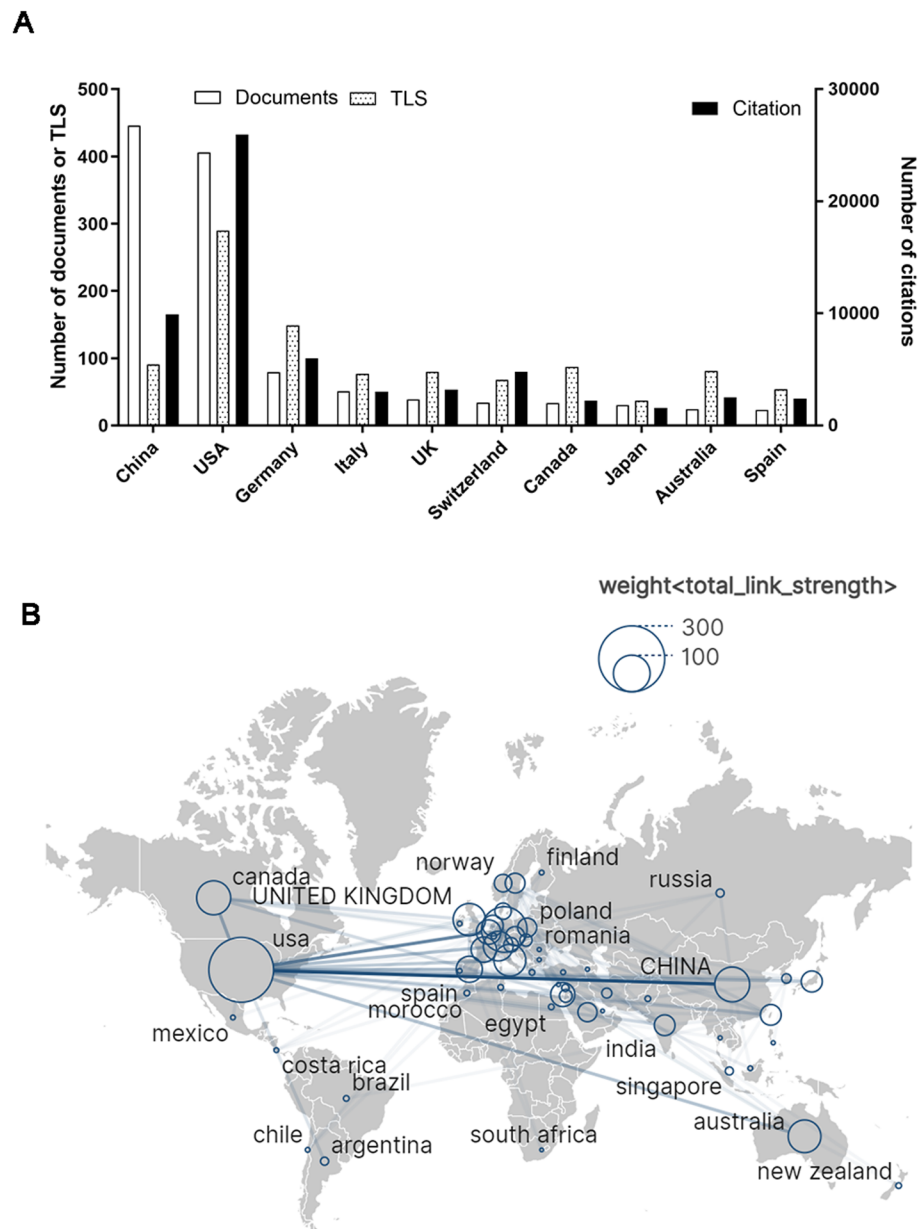 A
Documents
TLS
Citation
Number of documents or TLS
500
400
300
200
100
0
30000
20000
10000
0
Number of citations
China
USA
Germany
Italy
UK
Switzerland
Canada
Japan
Australia
Spain
B
weight<total_link_strength>
300
100
norway
finland
canada
UNITED KINGDOM
russia
poland
usa
romania
CHINA
spain
morocco
egypt
mexico
india
costa rica
brazil
singapore
chile
argentina
south africa
australia
new zealand